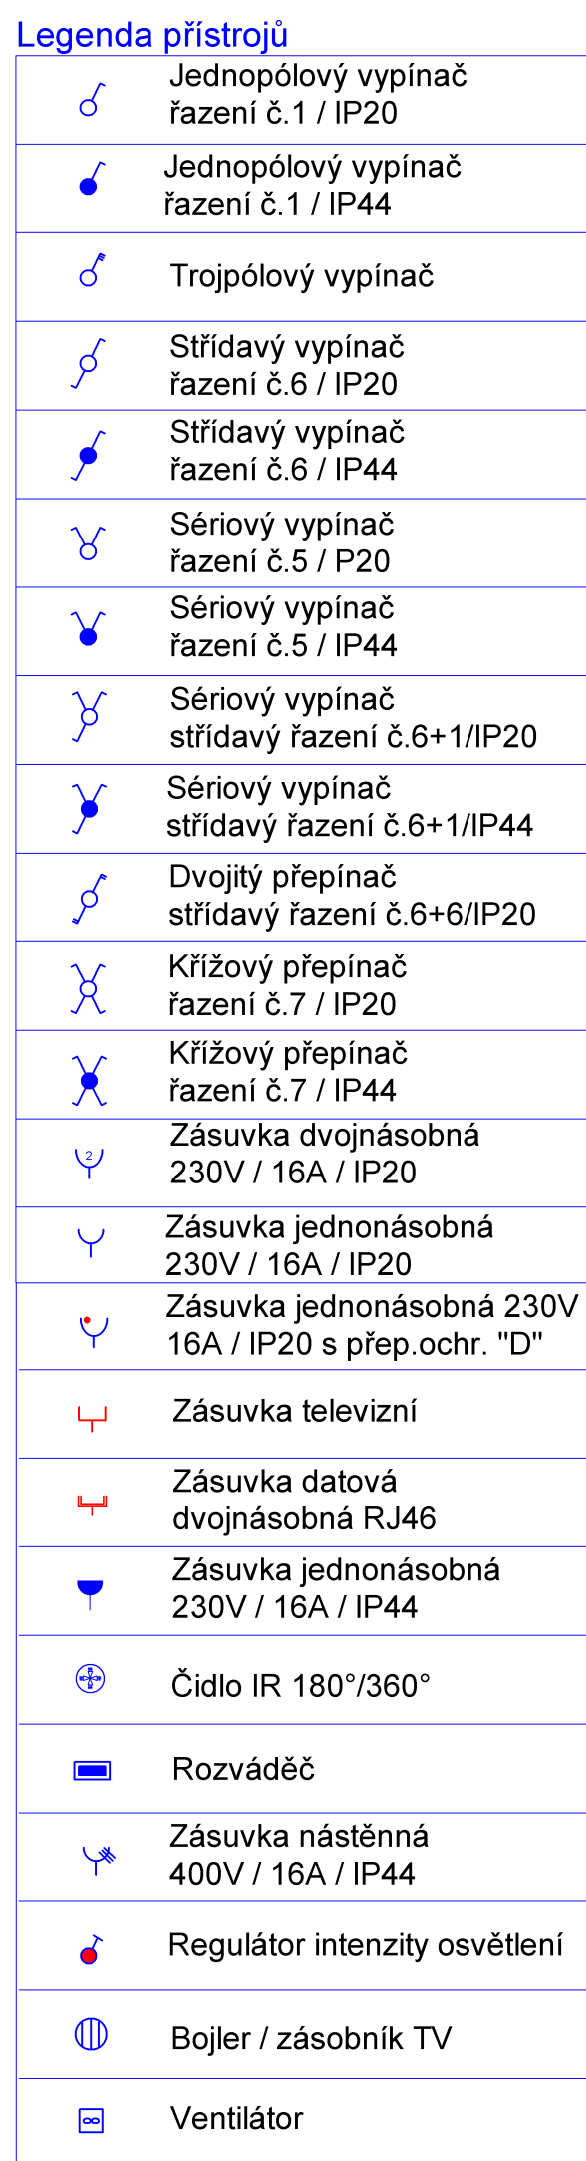 Legenda přístrojů
Jednopólový vypínač
řazení č.1 / IP20
Jednopólový vypínač
řazení č.1 / IP44
Trojpólový vypínač
Střídavý vypínač
řazení č.6 / IP20
Střídavý vypínač
řazení č.6 / IP44
Sériový vypínač
řazení č.5 / P20
Sériový vypínač
řazení č.5 / IP44
Sériový vypínač
střídavý řazení č.6+1/IP20
Sériový vypínač
střídavý řazení č.6+1/IP44
Dvojitý přepínač
střídavý řazení č.6+6/IP20
Křížový přepínač
řazení č.7 / IP20
Křížový přepínač
řazení č.7 / IP44
2
Zásuvka dvojnásobná
230V / 16A / IP20
Zásuvka jednonásobná
230V / 16A / IP20
Zásuvka jednonásobná 230V
16A / IP20 s přep.ochr. "D"
Zásuvka televizní
Zásuvka datová
dvojnásobná RJ46
Zásuvka jednonásobná
230V / 16A / IP44
Čidlo IR 180°/360°
Rozváděč
Zásuvka nástěnná
400V / 16A / IP44
Regulátor intenzity osvětlení
Bojler / zásobník TV
Ventilátor